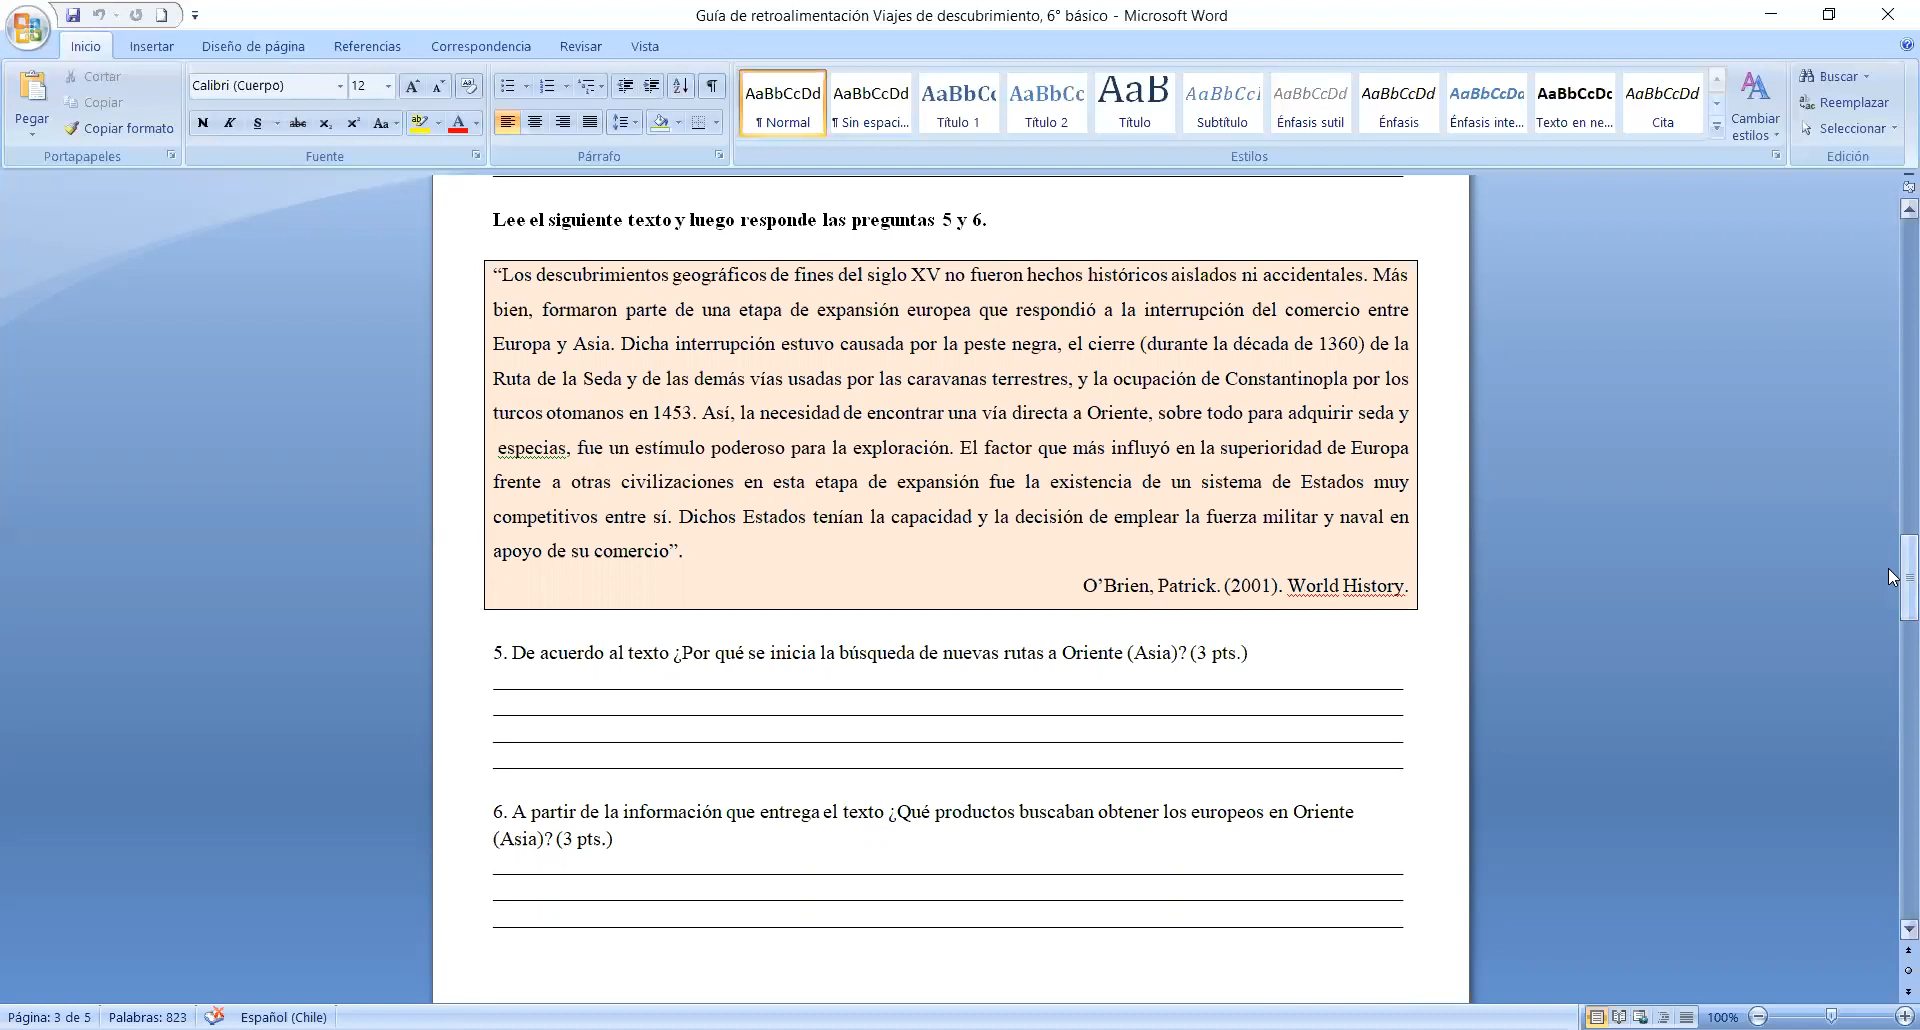 Guía de retroalimentación Viajes de descubrimiento, 6° básico - Microsoft Word
Inicio Insertar Diseño de página Referencias Correspondencia Revisar Vista
Pegar
Cortar
Copiar
Copiar formato
Portapapeles
Calibri (Cuerpo) 12
N K S abc x₂ x² Aa ab A
Fuente
Párrafo
AaBbCcDd AaBbCcDd AaBbCc AaBbCc AaB AaBbCcI AaBbCcDd AaBbCcDd AaBbCcDd AaBbCcDc AaBbCcDd
¶ Normal ¶ Sin espaci... Título 1 Título 2 Título Subtítulo Énfasis sutil Énfasis Énfasis inte... Texto en ne... Cita
Cambiar
estilos
Estilos
Buscar
Reemplazar
Seleccionar
Edición
Lee el siguiente texto y luego responde las preguntas 5 y 6.
“Los descubrimientos geográficos de fines del siglo XV no fueron hechos históricos aislados ni accidentales. Más
bien, formaron parte de una etapa de expansión europea que respondió a la interrupción del comercio entre
Europa y Asia. Dicha interrupción estuvo causada por la peste negra, el cierre (durante la década de 1360) de la
Ruta de la Seda y de las demás vías usadas por las caravanas terrestres, y la ocupación de Constantinopla por los
turcos otomanos en 1453. Así, la necesidad de encontrar una vía directa a Oriente, sobre todo para adquirir seda y
especias, fue un estímulo poderoso para la exploración. El factor que más influyó en la superioridad de Europa
frente a otras civilizaciones en esta etapa de expansión fue la existencia de un sistema de Estados muy
competitivos entre sí. Dichos Estados tenían la capacidad y la decisión de emplear la fuerza militar y naval en
apoyo de su comercio”.
O’Brien, Patrick. (2001). World History.
5. De acuerdo al texto ¿Por qué se inicia la búsqueda de nuevas rutas a Oriente (Asia)? (3 pts.)
6. A partir de la información que entrega el texto ¿Qué productos buscaban obtener los europeos en Oriente
(Asia)? (3 pts.)
Página: 3 de 5 Palabras: 823 Español (Chile) 100%